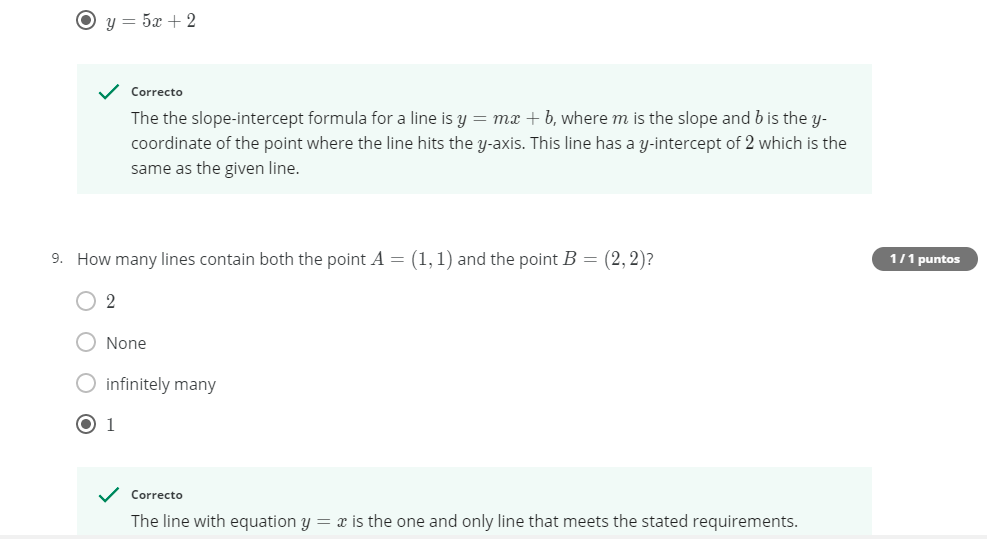 y = 5x + 2
Correcto
The the slope-intercept formula for a line is y = mx + b, where m is the slope and b is the y-
coordinate of the point where the line hits the y-axis. This line has a y-intercept of 2 which is the
same as the given line.
9. How many lines contain both the point A = (1, 1) and the point B = (2, 2)?
1 / 1 puntos
2
None
infinitely many
1
Correcto
The line with equation y = x is the one and only line that meets the stated requirements.